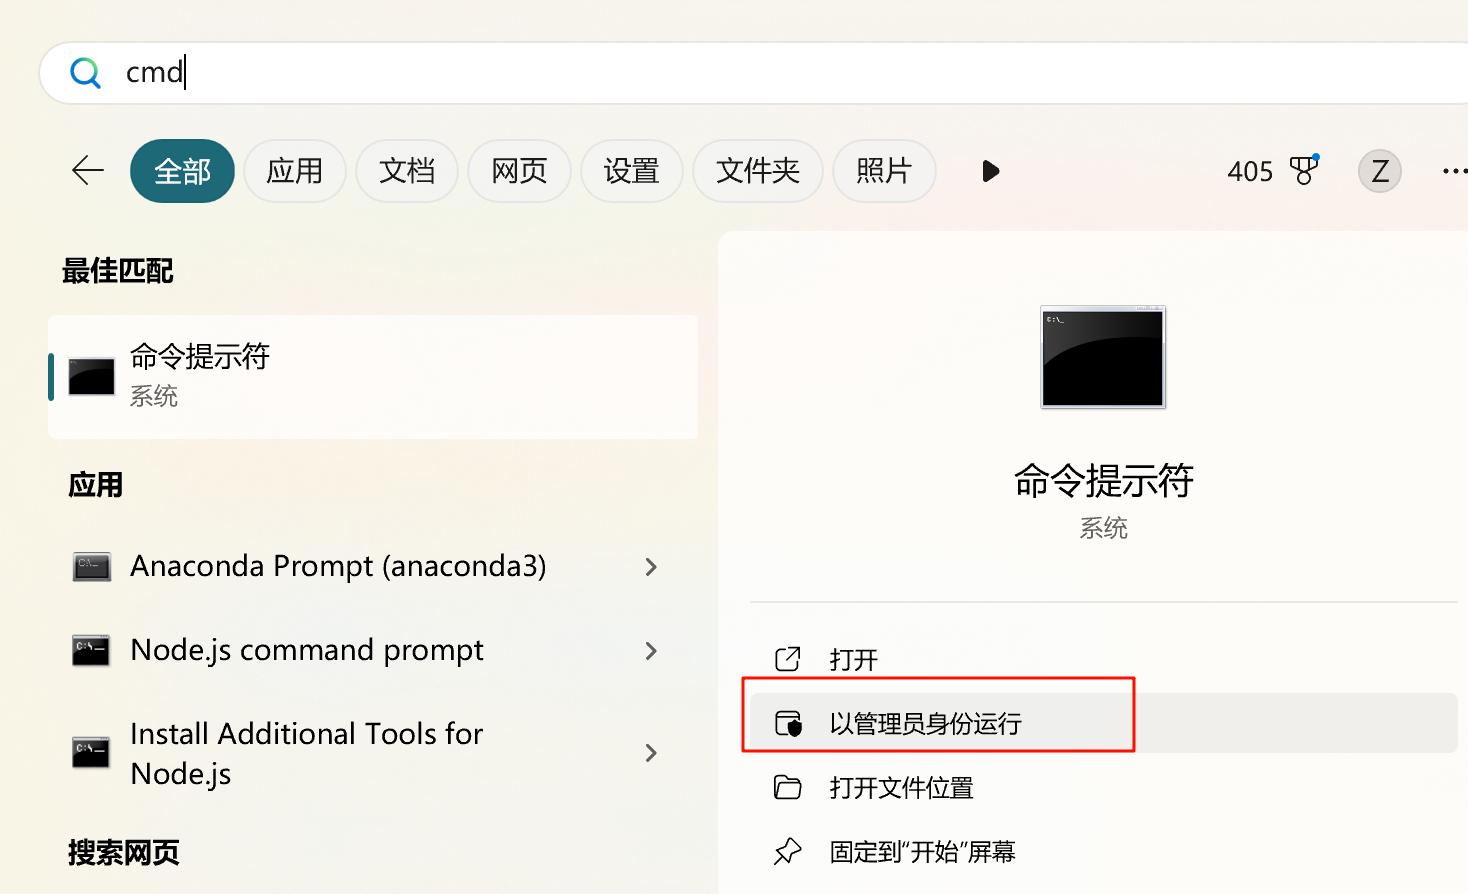 cmd
全部 应用 文档 网页 设置 文件夹 照片 405 Z
最佳匹配
命令提示符
系统
应用
Anaconda Prompt (anaconda3)
Node.js command prompt
Install Additional Tools for
Node.js
搜索网页
C:\_
命令提示符
系统
打开
以管理员身份运行
打开文件位置
固定到“开始”屏幕